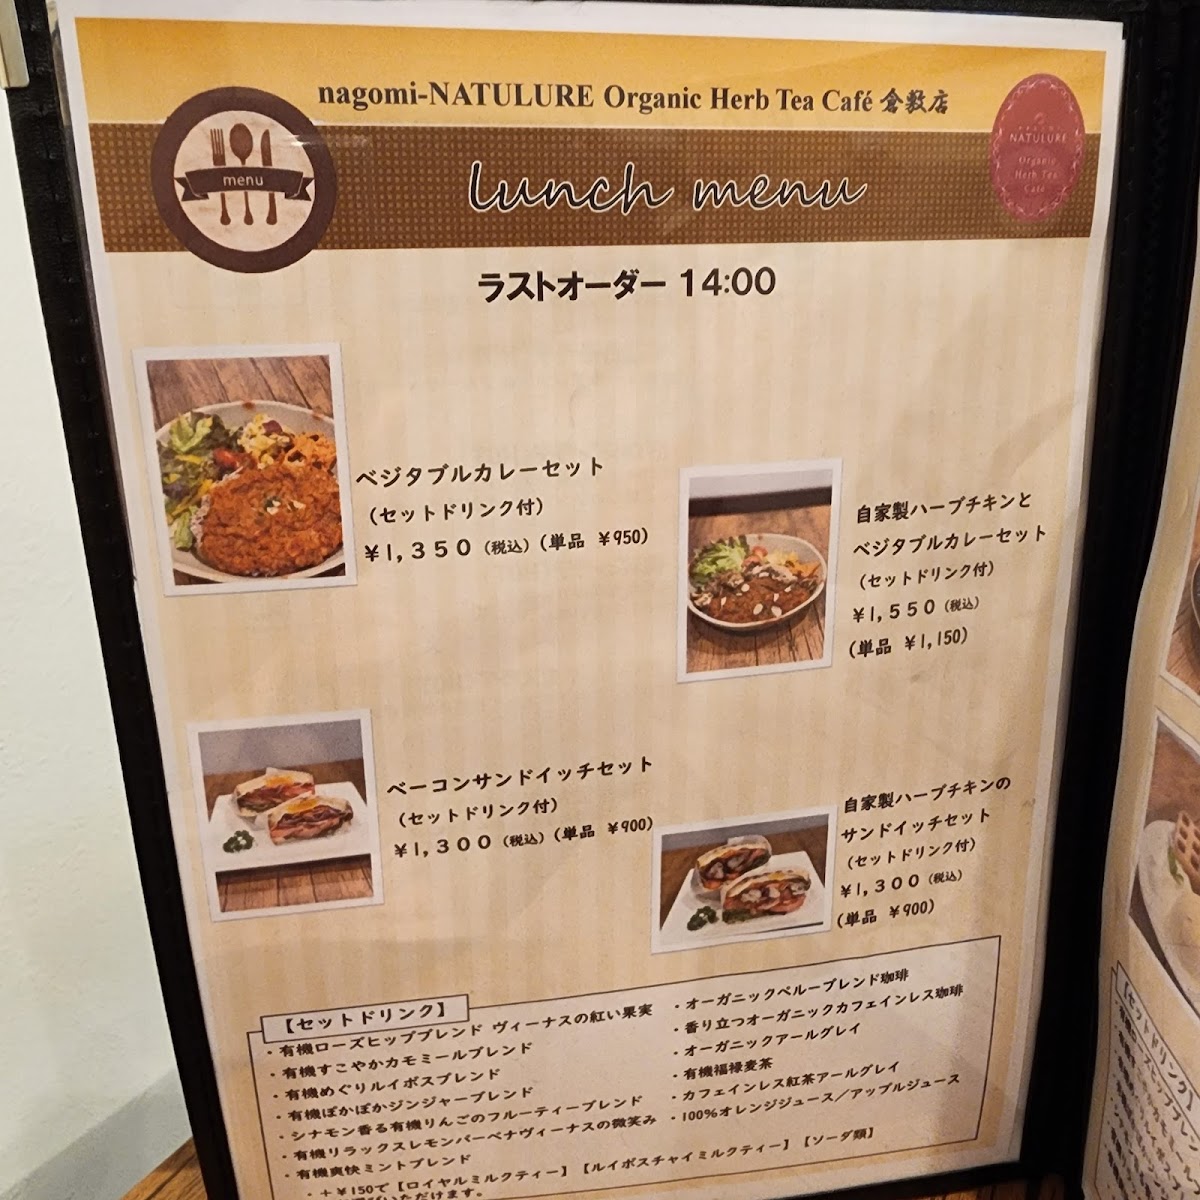 nagomi-NATULURE Organic Herb Tea Café 倉敷店
menu
lunch menu
NATULURE
Organic
Herb Tea
Café
ラストオーダー 14:00
ベジタブルカレーセット
(セットドリンク付)
¥1,350 (税込) (単品 ¥950)
自家製ハーブチキンと
ベジタブルカレーセット
(セットドリンク付)
¥1,550 (税込)
(単品 ¥1,150)
ベーコンサンドイッチセット
(セットドリンク付)
¥1,300 (税込) (単品 ¥900)
自家製ハーブチキンの
サンドイッチセット
(セットドリンク付)
¥1,300 (税込)
(単品 ¥900)
【セットドリンク】
・有機ローズヒップブレンド ヴィーナスの紅い果実
・有機すこやかカモミールブレンド
・有機めぐりルイボスブレンド
・有機ぽかぽかジンジャーブレンド
・シナモン香る有機りんごのフルーティーブレンド
・有機リラックスレモンバーベナヴィーナスの微笑み
・有機爽快ミントブレンド
・オーガニックペルーブレンド珈琲
・香り立つオーガニックカフェインレス珈琲
・オーガニックアールグレイ
・有機福禄麦茶
・カフェインレス紅茶アールグレイ
・100%オレンジジュース/アップルジュース
・+¥150で【ロイヤルミルクティー】【ルイボスチャイミルクティー】【ソーダ類】
いただけます。
【セットドリンク】